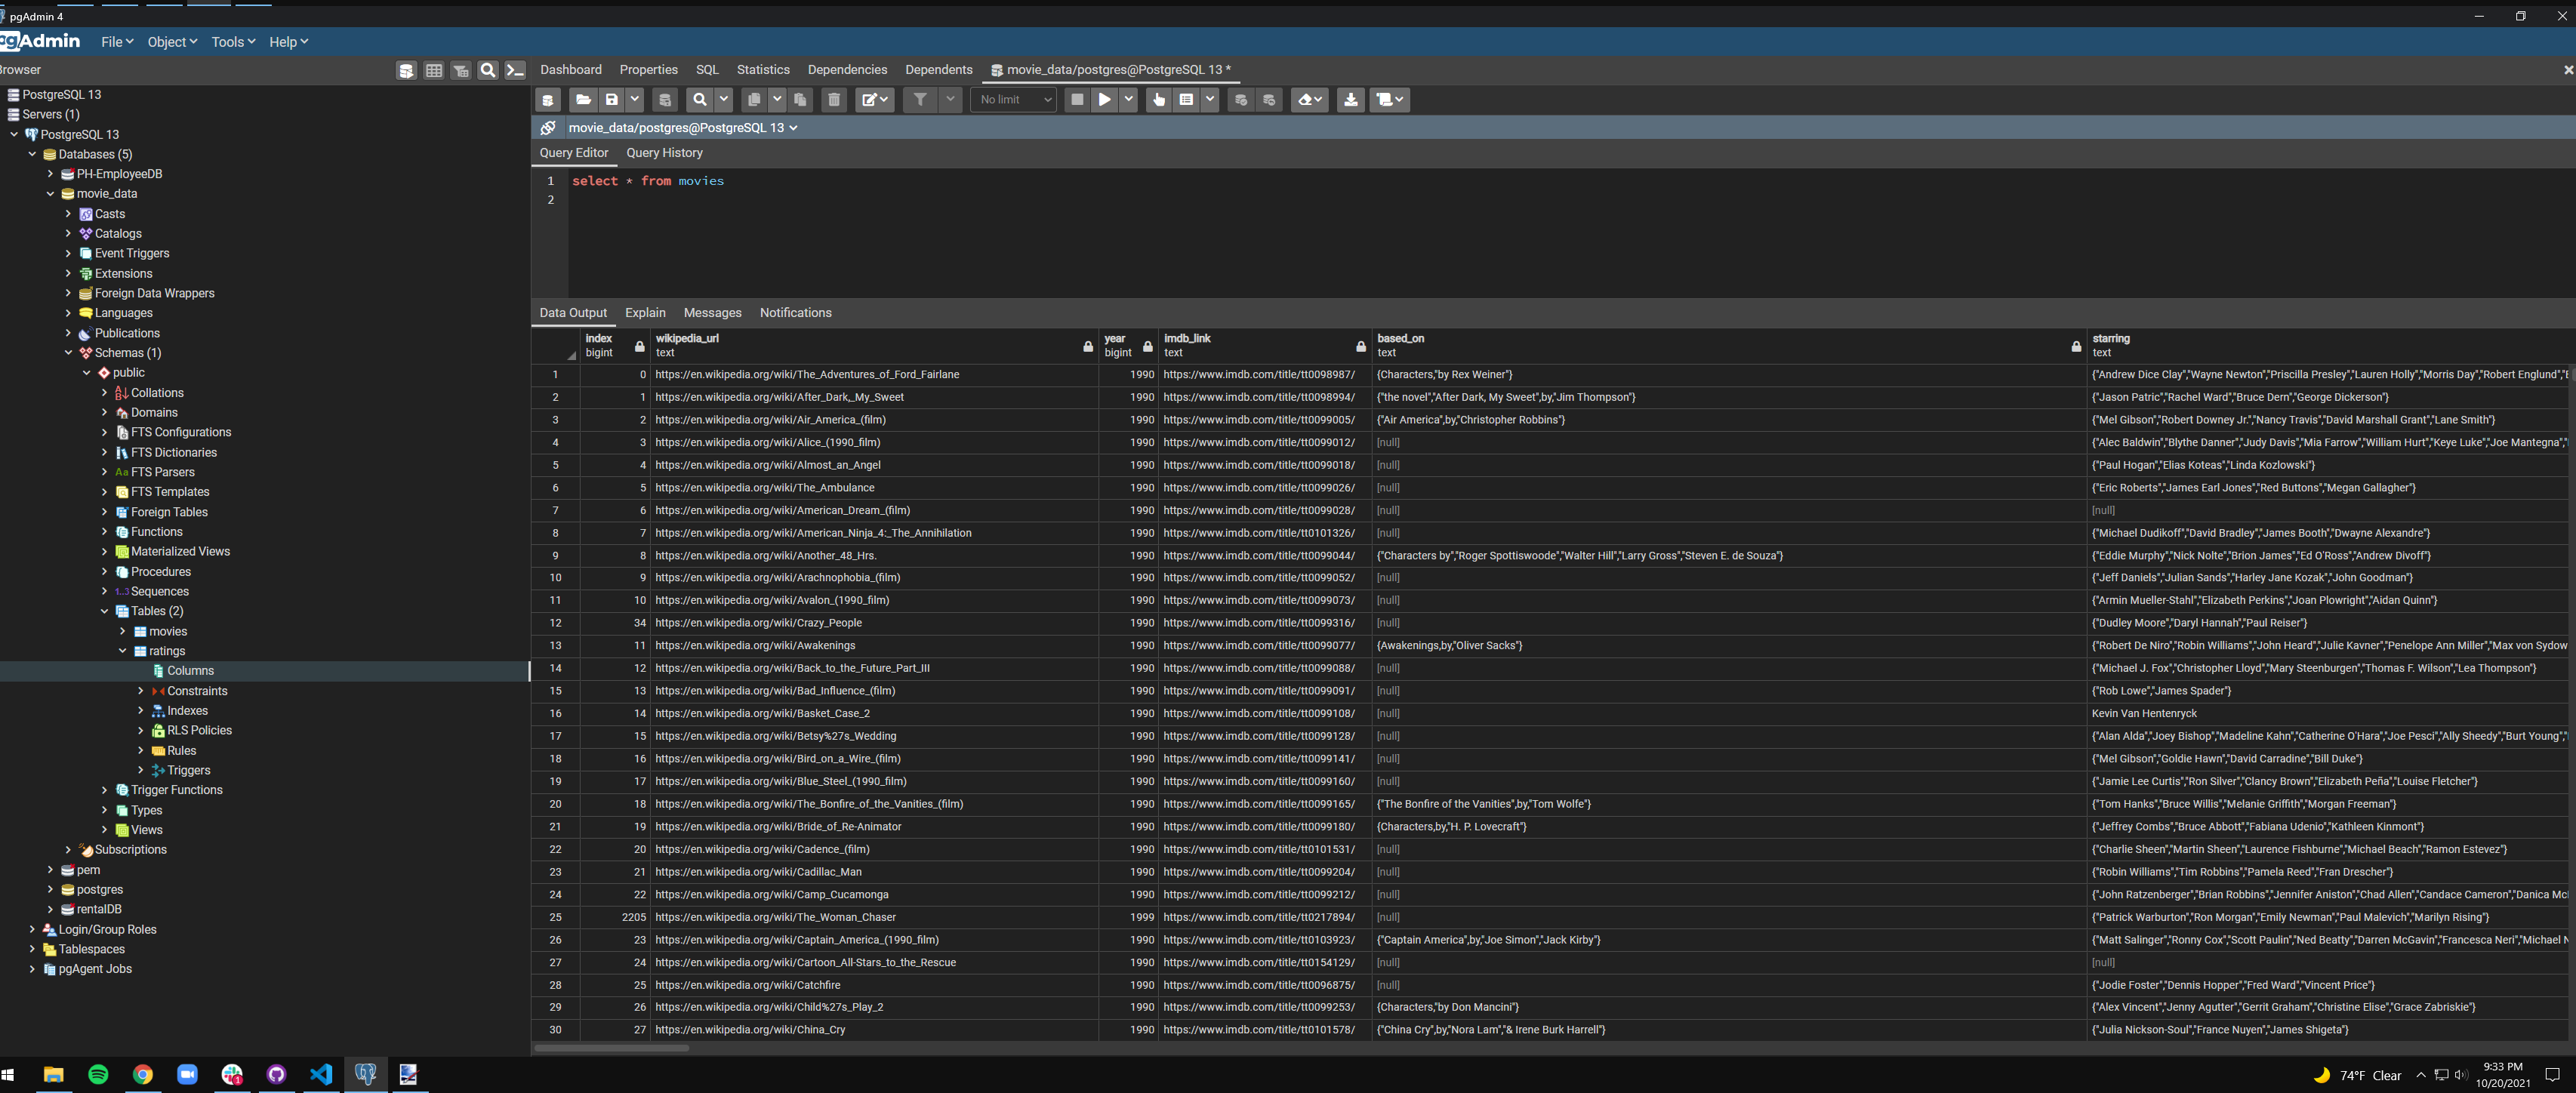 pgAdmin 4
pgAdmin File Object Tools Help
Browser
PostgreSQL 13
Servers (1)
PostgreSQL 13
Databases (5)
PH-EmployeeDB
movie_data
Casts
Catalogs
Event Triggers
Extensions
Foreign Data Wrappers
Languages
Publications
Schemas (1)
public
Collations
Domains
FTS Configurations
FTS Dictionaries
Aa FTS Parsers
FTS Templates
Foreign Tables
Functions
Materialized Views
Procedures
1..3 Sequences
Tables (2)
movies
ratings
Columns
Constraints
Indexes
RLS Policies
Rules
Triggers
Trigger Functions
Types
Views
Subscriptions
pem
postgres
rentalDB
Login/Group Roles
Tablespaces
pgAgent Jobs
Dashboard Properties SQL Statistics Dependencies Dependents movie_data/postgres@PostgreSQL 13 *
No limit
movie_data/postgres@PostgreSQL 13
Query Editor Query History
1 select * from movies
2
Data Output Explain Messages Notifications
index wikipedia_url year imdb_link based_on starring
bigint text bigint text text text
1 0 https://en.wikipedia.org/wiki/The_Adventures_of_Ford_Fairlane 1990 https://www.imdb.com/title/tt0098987/ {Characters,"by Rex Weiner"} {"Andrew Dice Clay","Wayne Newton","Priscilla Presley","Lauren Holly","Morris Day","Robert Englund","E
2 1 https://en.wikipedia.org/wiki/After_Dark,_My_Sweet 1990 https://www.imdb.com/title/tt0098994/ {"the novel","After Dark, My Sweet",by,"Jim Thompson"} {"Jason Patric","Rachel Ward","Bruce Dern","George Dickerson"}
3 2 https://en.wikipedia.org/wiki/Air_America_(film) 1990 https://www.imdb.com/title/tt0099005/ {"Air America",by,"Christopher Robbins"} {"Mel Gibson","Robert Downey Jr.","Nancy Travis","David Marshall Grant","Lane Smith"}
4 3 https://en.wikipedia.org/wiki/Alice_(1990_film) 1990 https://www.imdb.com/title/tt0099012/ [null] {"Alec Baldwin","Blythe Danner","Judy Davis","Mia Farrow","William Hurt","Keye Luke","Joe Mantegna","
5 4 https://en.wikipedia.org/wiki/Almost_an_Angel 1990 https://www.imdb.com/title/tt0099018/ [null] {"Paul Hogan","Elias Koteas","Linda Kozlowski"}
6 5 https://en.wikipedia.org/wiki/The_Ambulance 1990 https://www.imdb.com/title/tt0099026/ [null] {"Eric Roberts","James Earl Jones","Red Buttons","Megan Gallagher"}
7 6 https://en.wikipedia.org/wiki/American_Dream_(film) 1990 https://www.imdb.com/title/tt0099028/ [null] [null]
8 7 https://en.wikipedia.org/wiki/American_Ninja_4:_The_Annihilation 1990 https://www.imdb.com/title/tt0101326/ [null] {"Michael Dudikoff","David Bradley","James Booth","Dwayne Alexandre"}
9 8 https://en.wikipedia.org/wiki/Another_48_Hrs. 1990 https://www.imdb.com/title/tt0099044/ {"Characters by","Roger Spottiswoode","Walter Hill","Larry Gross","Steven E. de Souza"} {"Eddie Murphy","Nick Nolte","Brion James","Ed O'Ross","Andrew Divoff"}
10 9 https://en.wikipedia.org/wiki/Arachnophobia_(film) 1990 https://www.imdb.com/title/tt0099052/ [null] {"Jeff Daniels","Julian Sands","Harley Jane Kozak","John Goodman"}
11 10 https://en.wikipedia.org/wiki/Avalon_(1990_film) 1990 https://www.imdb.com/title/tt0099073/ [null] {"Armin Mueller-Stahl","Elizabeth Perkins","Joan Plowright","Aidan Quinn"}
12 34 https://en.wikipedia.org/wiki/Crazy_People 1990 https://www.imdb.com/title/tt0099316/ [null] {"Dudley Moore","Daryl Hannah","Paul Reiser"}
13 11 https://en.wikipedia.org/wiki/Awakenings 1990 https://www.imdb.com/title/tt0099077/ {Awakenings,by,"Oliver Sacks"} {"Robert De Niro","Robin Williams","John Heard","Julie Kavner","Penelope Ann Miller","Max von Sydow
14 12 https://en.wikipedia.org/wiki/Back_to_the_Future_Part_III 1990 https://www.imdb.com/title/tt0099088/ [null] {"Michael J. Fox","Christopher Lloyd","Mary Steenburgen","Thomas F. Wilson","Lea Thompson"}
15 13 https://en.wikipedia.org/wiki/Bad_Influence_(film) 1990 https://www.imdb.com/title/tt0099091/ [null] {"Rob Lowe","James Spader"}
16 14 https://en.wikipedia.org/wiki/Basket_Case_2 1990 https://www.imdb.com/title/tt0099108/ [null] Kevin Van Hentenryck
17 15 https://en.wikipedia.org/wiki/Betsy%27s_Wedding 1990 https://www.imdb.com/title/tt0099128/ [null] {"Alan Alda","Joey Bishop","Madeline Kahn","Catherine O'Hara","Joe Pesci","Ally Sheedy","Burt Young","
18 16 https://en.wikipedia.org/wiki/Bird_on_a_Wire_(film) 1990 https://www.imdb.com/title/tt0099141/ [null] {"Mel Gibson","Goldie Hawn","David Carradine","Bill Duke"}
19 17 https://en.wikipedia.org/wiki/Blue_Steel_(1990_film) 1990 https://www.imdb.com/title/tt0099160/ [null] {"Jamie Lee Curtis","Ron Silver","Clancy Brown","Elizabeth Peña","Louise Fletcher"}
20 18 https://en.wikipedia.org/wiki/The_Bonfire_of_the_Vanities_(film) 1990 https://www.imdb.com/title/tt0099165/ {"The Bonfire of the Vanities",by,"Tom Wolfe"} {"Tom Hanks","Bruce Willis","Melanie Griffith","Morgan Freeman"}
21 19 https://en.wikipedia.org/wiki/Bride_of_Re-Animator 1990 https://www.imdb.com/title/tt0099180/ {Characters,by,"H. P. Lovecraft"} {"Jeffrey Combs","Bruce Abbott","Fabiana Udenio","Kathleen Kinmont"}
22 20 https://en.wikipedia.org/wiki/Cadence_(film) 1990 https://www.imdb.com/title/tt0101531/ [null] {"Charlie Sheen","Martin Sheen","Laurence Fishburne","Michael Beach","Ramon Estevez"}
23 21 https://en.wikipedia.org/wiki/Cadillac_Man 1990 https://www.imdb.com/title/tt0099204/ [null] {"Robin Williams","Tim Robbins","Pamela Reed","Fran Drescher"}
24 22 https://en.wikipedia.org/wiki/Camp_Cucamonga 1990 https://www.imdb.com/title/tt0099212/ [null] {"John Ratzenberger","Brian Robbins","Jennifer Aniston","Chad Allen","Candace Cameron","Danica Mc
25 2205 https://en.wikipedia.org/wiki/The_Woman_Chaser 1999 https://www.imdb.com/title/tt0217894/ [null] {"Patrick Warburton","Ron Morgan","Emily Newman","Paul Malevich","Marilyn Rising"}
26 23 https://en.wikipedia.org/wiki/Captain_America_(1990_film) 1990 https://www.imdb.com/title/tt0103923/ {"Captain America",by,"Joe Simon","Jack Kirby"} {"Matt Salinger","Ronny Cox","Scott Paulin","Ned Beatty","Darren McGavin","Francesca Neri","Michael N
27 24 https://en.wikipedia.org/wiki/Cartoon_All-Stars_to_the_Rescue 1990 https://www.imdb.com/title/tt0154129/ [null] [null]
28 25 https://en.wikipedia.org/wiki/Catchfire 1990 https://www.imdb.com/title/tt0096875/ [null] {"Jodie Foster","Dennis Hopper","Fred Ward","Vincent Price"}
29 26 https://en.wikipedia.org/wiki/Child%27s_Play_2 1990 https://www.imdb.com/title/tt0099253/ {Characters,"by Don Mancini"} {"Alex Vincent","Jenny Agutter","Gerrit Graham","Christine Elise","Grace Zabriskie"}
30 27 https://en.wikipedia.org/wiki/China_Cry 1990 https://www.imdb.com/title/tt0101578/ {"China Cry",by,"Nora Lam","& Irene Burk Harrell"} {"Julia Nickson-Soul","France Nuyen","James Shigeta"}
74°F Clear
9:33 PM
10/20/2021